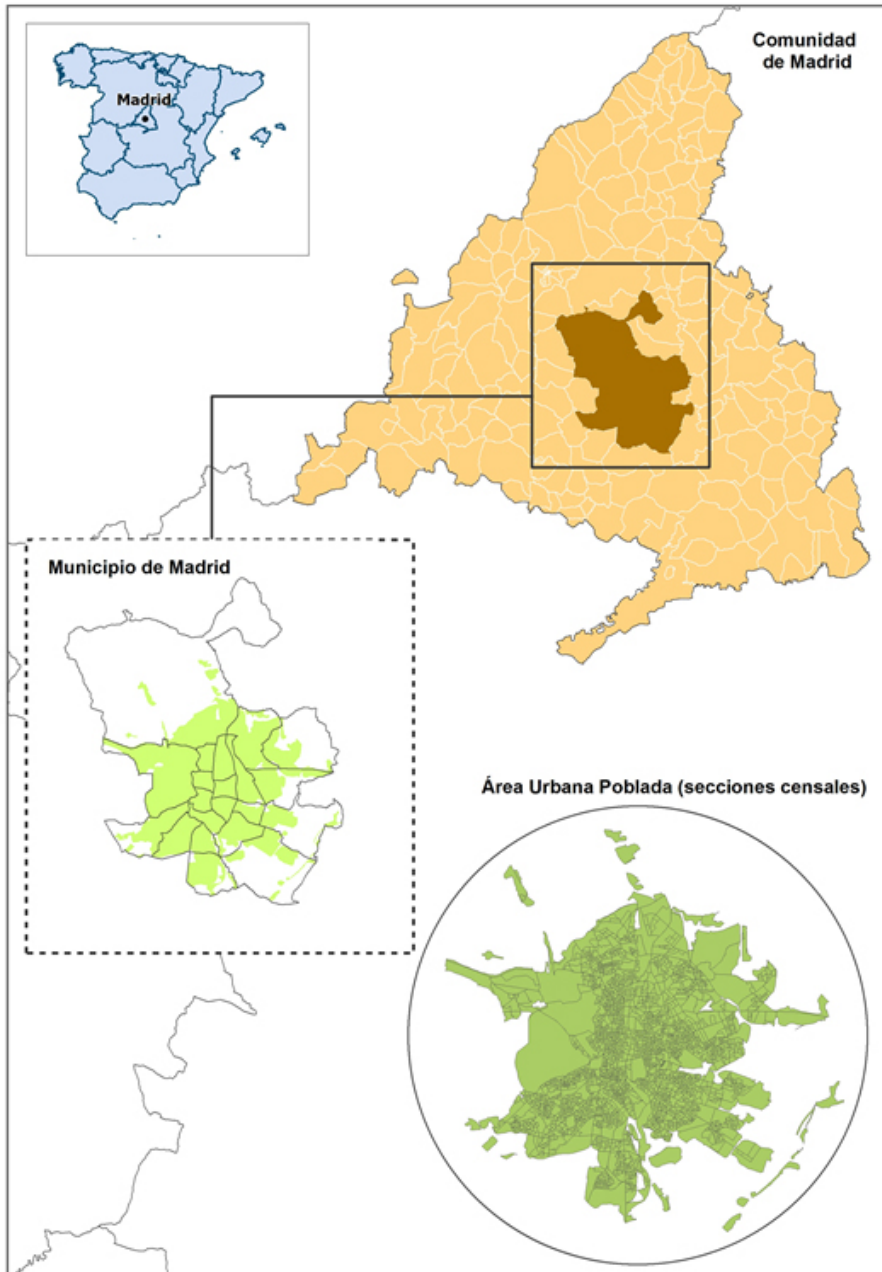 Comunidad
de Madrid
Madrid
Municipio de Madrid
Área Urbana Poblada (secciones censales)